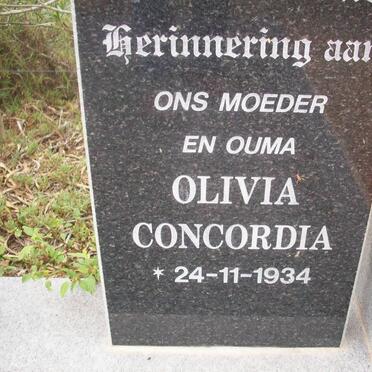 Herinnering aan
ONS MOEDER
EN OUMA
OLIVIA
CONCORDIA
* 24-11-1934